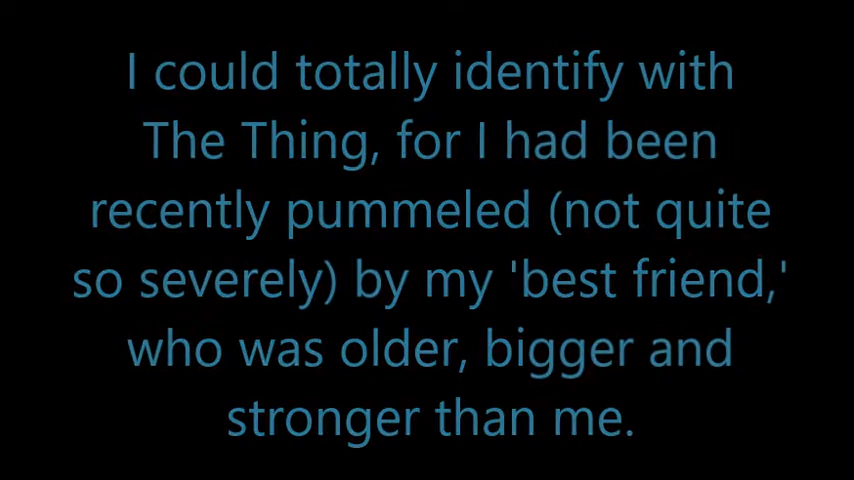 I could totally identify with
The Thing, for I had been
recently pummeled (not quite
so severely) by my 'best friend,'
who was older, bigger and
stronger than me.